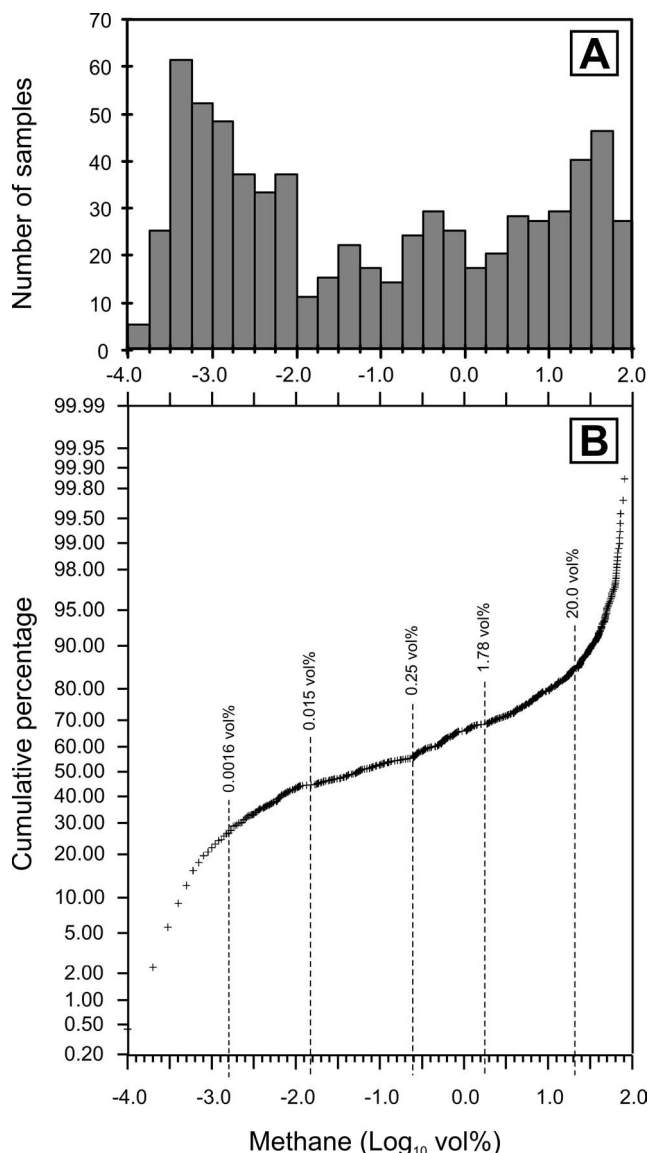 70
60
50
40
30
20
10
0
Number of samples
A
-4.0 -3.0 -2.0 -1.0 0.0 1.0 2.0
99.99
99.95
99.90
99.80
99.50
99.00
98.00
95.00
90.00
80.00
70.00
60.00
50.00
40.00
30.00
20.00
10.00
5.00
2.00
1.00
0.50
0.20
Cumulative percentage
B
0.0016 vol%
0.015 vol%
0.25 vol%
1.78 vol%
20.0 vol%
-4.0 -3.0 -2.0 -1.0 0.0 1.0 2.0
Methane (Log₁₀ vol%)